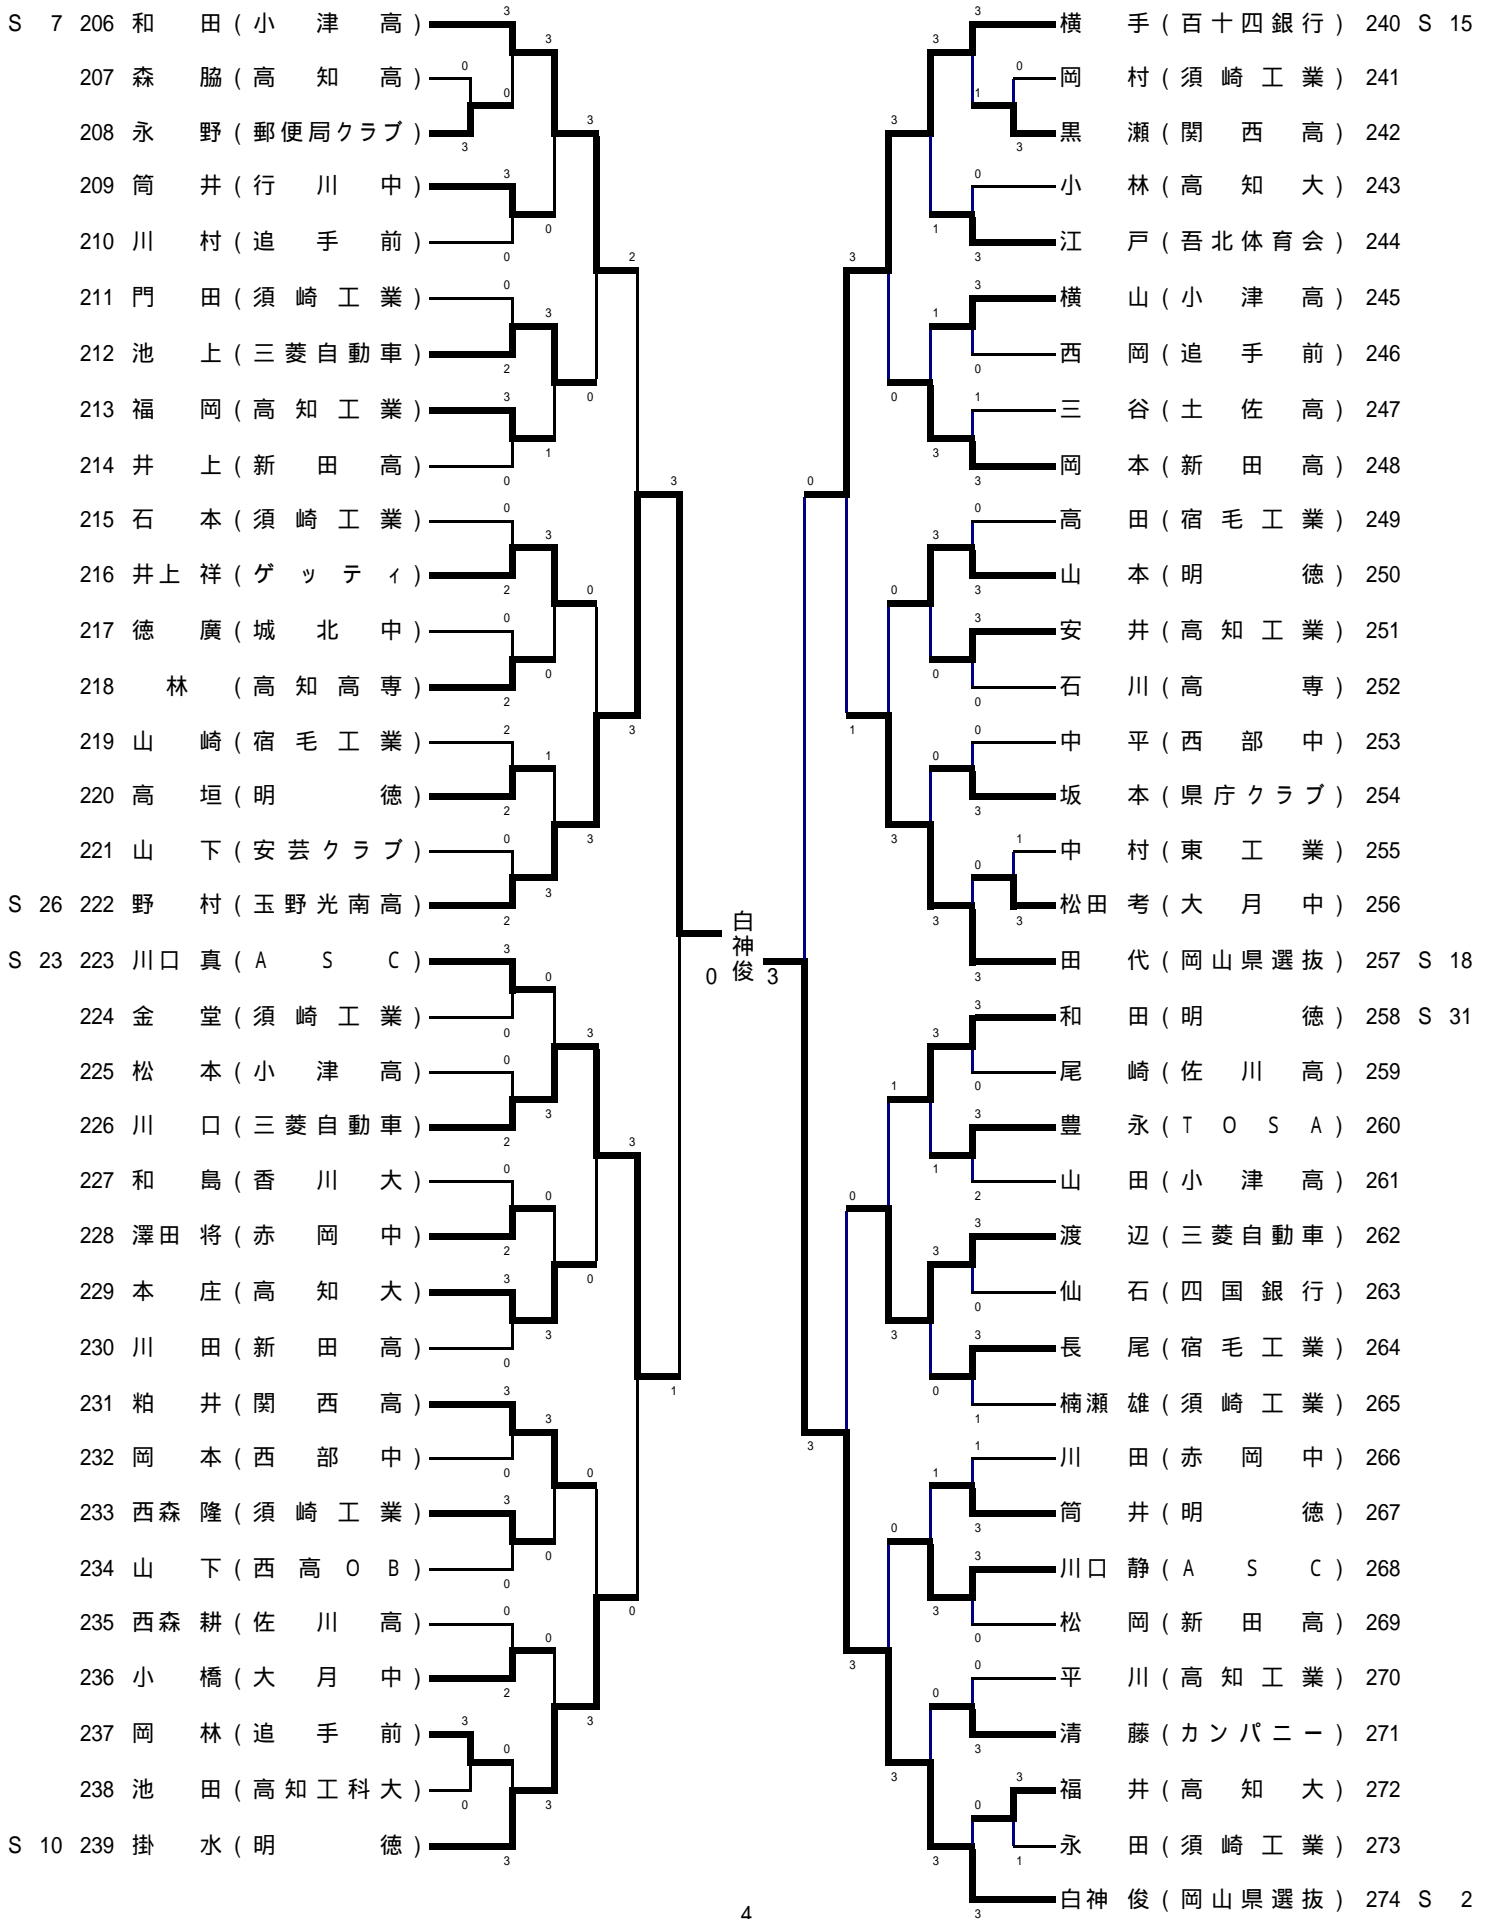 S 7 206 和田(小津高)
207 森脇(高知高)
208 永野(郵便局クラブ)
209 筒井(行川中)
210 川村(追手前)
211 門田(須崎工業)
212 池上(三菱自動車)
213 福岡(高知工業)
214 井上(新田高)
215 石本(須崎工業)
216 井上祥(ゲッティ)
217 徳廣(城北中)
218 林(高知高専)
219 山崎(宿毛工業)
220 高垣(明徳)
221 山下(安芸クラブ)
S 26 222 野村(玉野光南高)
S 23 223 川口真(ASC)
224 金堂(須崎工業)
225 松本(小津高)
226 川口(三菱自動車)
227 和島(香川大)
228 澤田将(赤岡中)
229 本庄(高知大)
230 川田(新田高)
231 粕井(関西高)
232 岡本(西部中)
233 西森隆(須崎工業)
234 山下(西高OB)
235 西森耕(佐川高)
236 小橋(大月中)
237 岡林(追手前)
238 池田(高知工科大)
S 10 239 掛水(明徳)
白神俊
0 3
横手(百十四銀行) 240 S 15
岡村(須崎工業) 241
黒瀬(関西高) 242
小林(高知大) 243
江戸(吾北体育会) 244
横山(小津高) 245
西岡(追手前) 246
三谷(土佐高) 247
岡本(新田高) 248
高田(宿毛工業) 249
山本(明徳) 250
安井(高知工業) 251
石川(高専) 252
中平(西部中) 253
坂本(県庁クラブ) 254
中村(東工業) 255
松田考(大月中) 256
田代(岡山県選抜) 257 S 18
和田(明徳) 258 S 31
尾崎(佐川高) 259
豊永(TOSA) 260
山田(小津高) 261
渡辺(三菱自動車) 262
仙石(四国銀行) 263
長尾(宿毛工業) 264
楠瀬雄(須崎工業) 265
川田(赤岡中) 266
筒井(明徳) 267
川口静(ASC) 268
松岡(新田高) 269
平川(高知工業) 270
清藤(カンパニー) 271
福井(高知大) 272
永田(須崎工業) 273
白神俊(岡山県選抜) 274 S 2
4